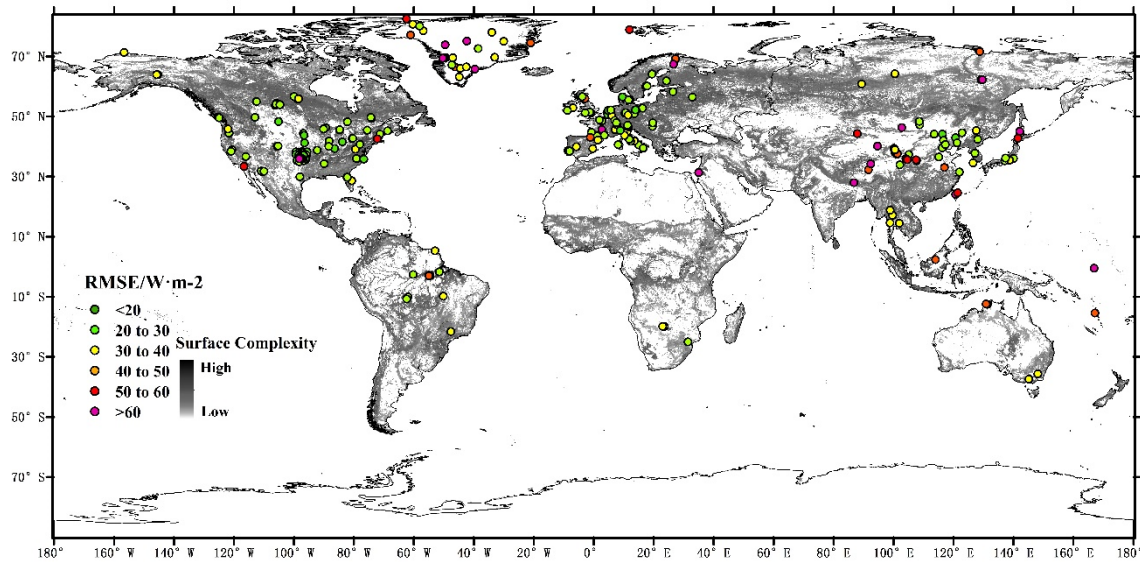 70° N
50° N
30° N
10° N
10° S
30° S
50° S
70° S
RMSE/W·m-2
<20
20 to 30
30 to 40
40 to 50
50 to 60
>60
Surface Complexity
High
Low
180° 160° W 140° W 120° W 100° W 80° W 60° W 40° W 20° W 0° 20° E 40° E 60° E 80° E 100° E 120° E 140° E 160° E 180°